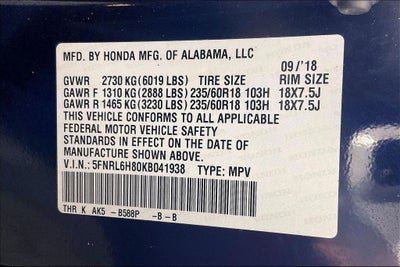 MFD. BY HONDA MFG. OF ALABAMA, LLC
09/'18
GVWR 2730 KG(6019 LBS) TIRE SIZE RIM SIZE
GAWR F 1310 KG(2888 LBS)235/60R18 103H 18X7.5J
GAWR R 1465 KG(3230 LBS)235/60R18 103H 18X7.5J
THIS VEHICLE CONFORMS TO ALL APPLICABLE
FEDERAL MOTOR VEHICLE SAFETY
STANDARDS IN EFFECT ON THE DATE OF
MANUFACTURE SHOWN ABOVE.
V.I.N.: 5FNRL6H80KB041938 TYPE: MPV
THR K AK5 -B588P -B-B